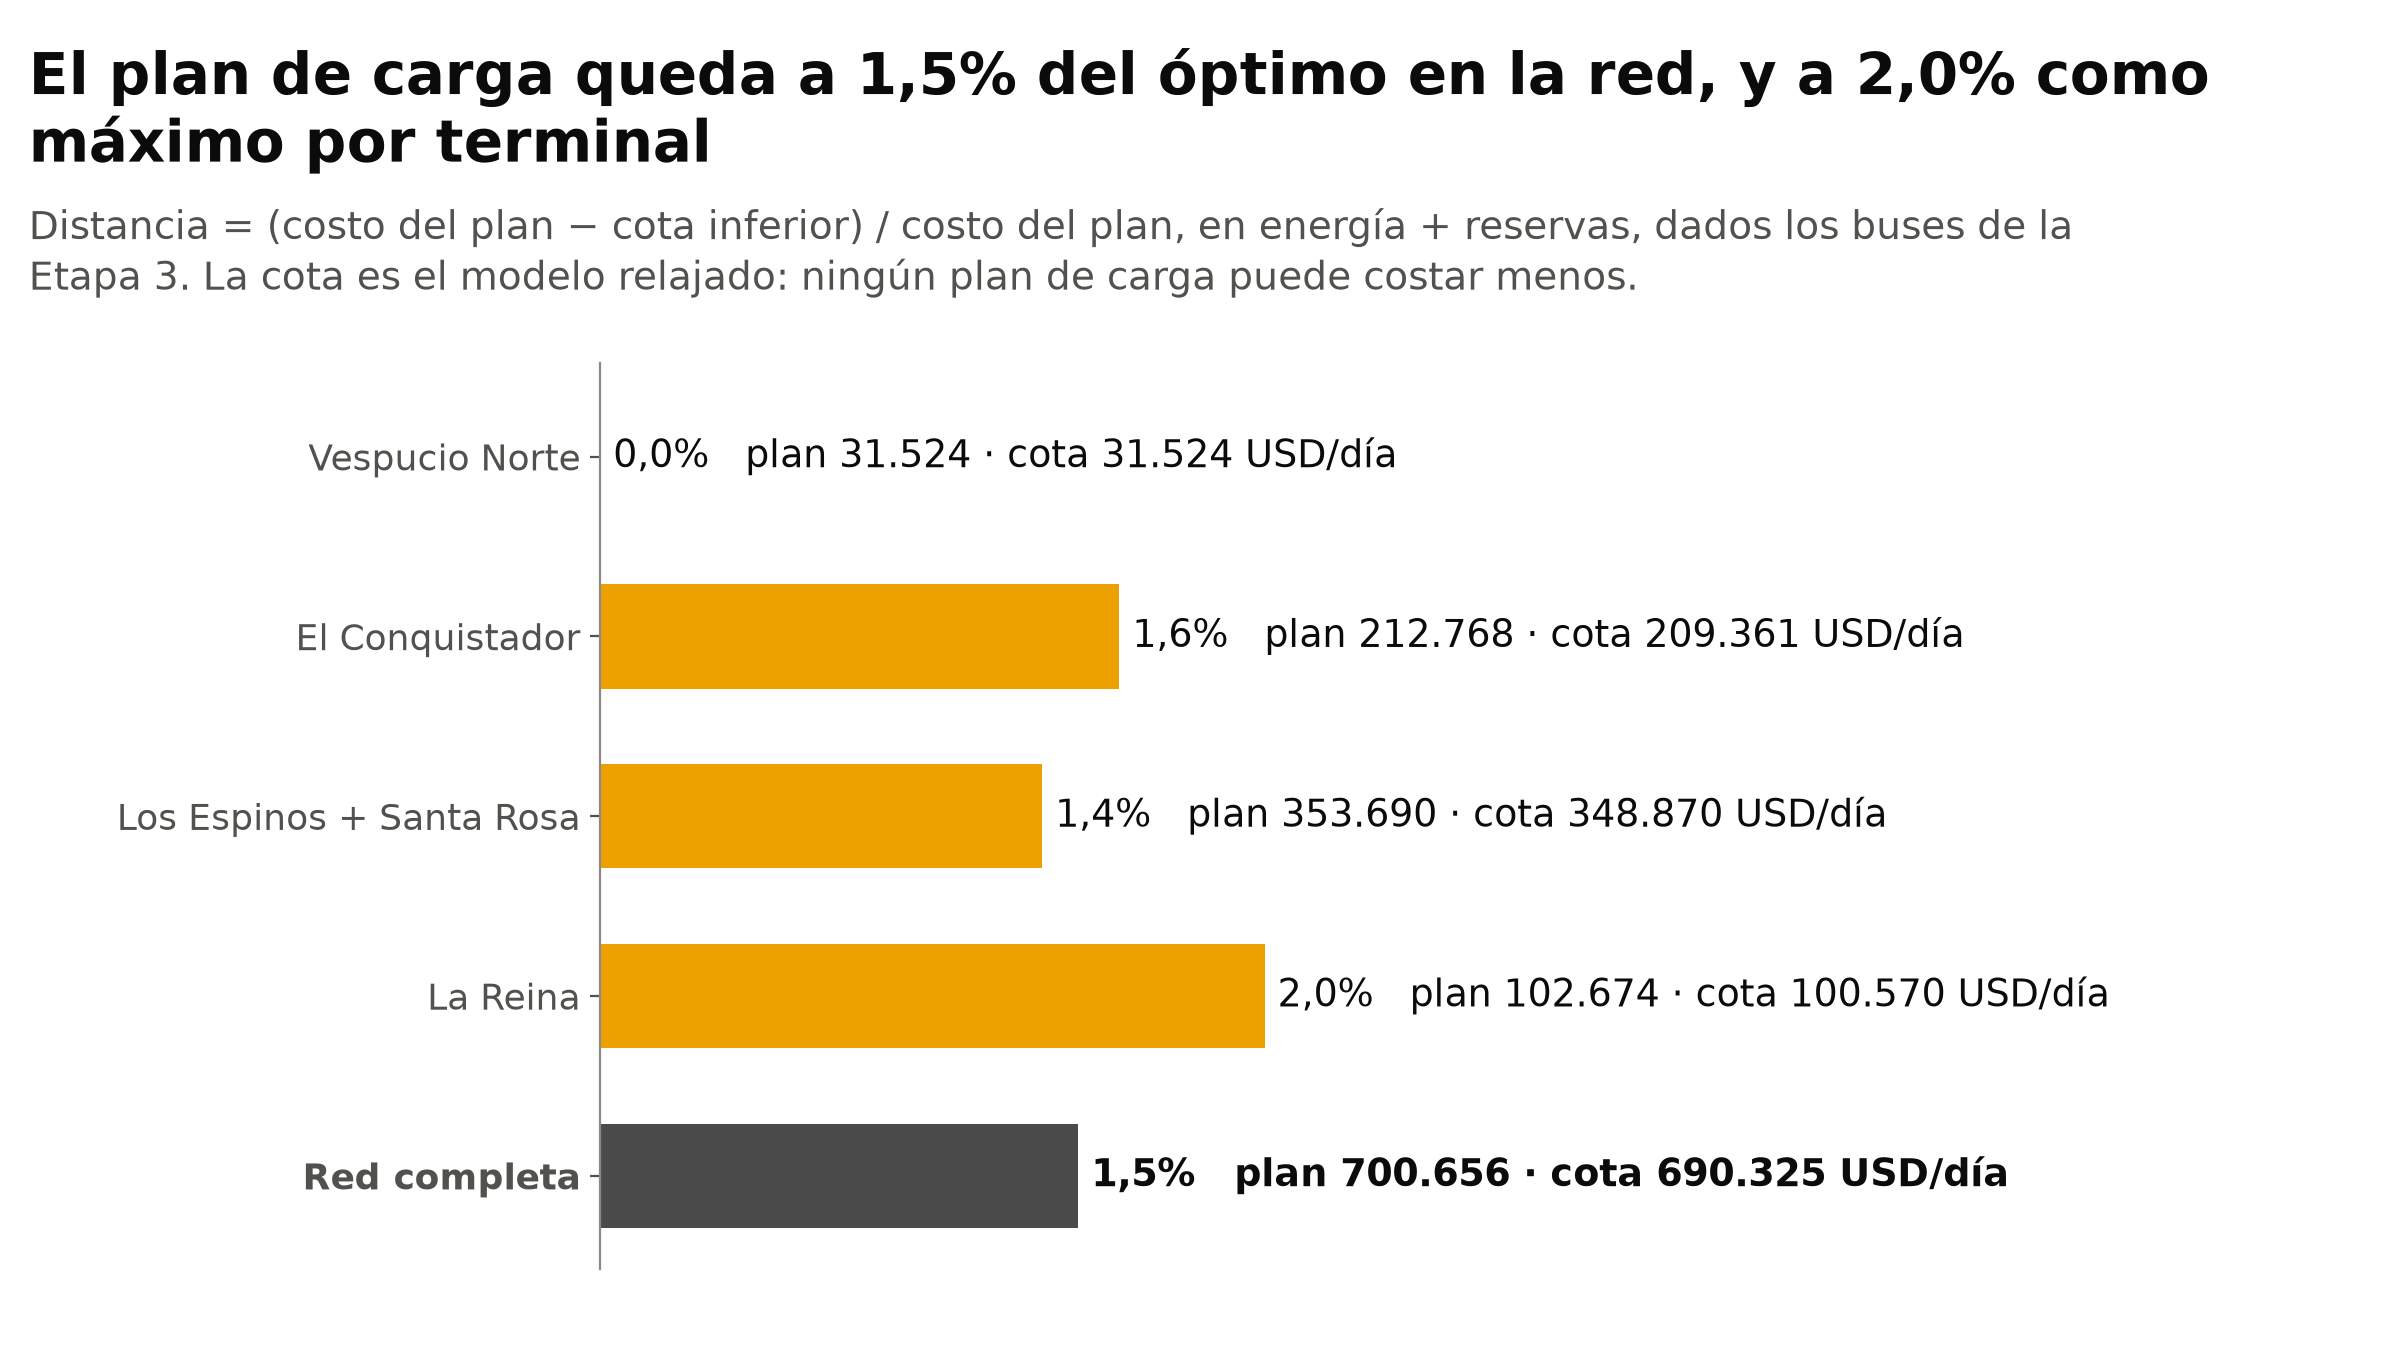 El plan de carga queda a 1,5% del óptimo en la red, y a 2,0% como
máximo por terminal
Distancia = (costo del plan − cota inferior) / costo del plan, en energía + reservas, dados los buses de la
Etapa 3. La cota es el modelo relajado: ningún plan de carga puede costar menos.
Vespucio Norte 0,0% plan 31.524 · cota 31.524 USD/día
El Conquistador 1,6% plan 212.768 · cota 209.361 USD/día
Los Espinos + Santa Rosa 1,4% plan 353.690 · cota 348.870 USD/día
La Reina 2,0% plan 102.674 · cota 100.570 USD/día
Red completa 1,5% plan 700.656 · cota 690.325 USD/día